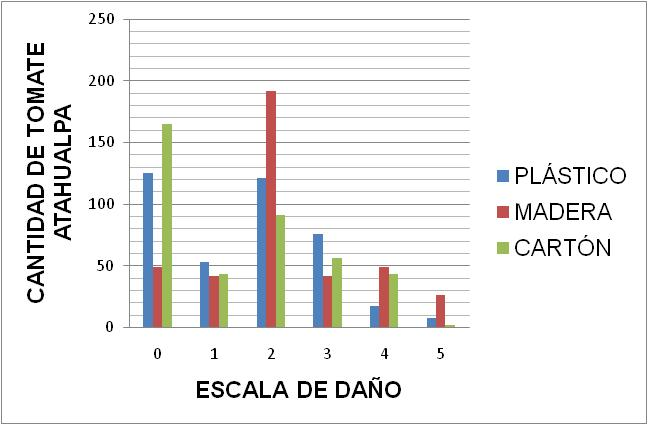 CANTIDAD DE TOMATE
ATAHUALPA
250
200
150
100
50
0
0 1 2 3 4 5
ESCALA DE DAÑO
PLÁSTICO
MADERA
CARTÓN